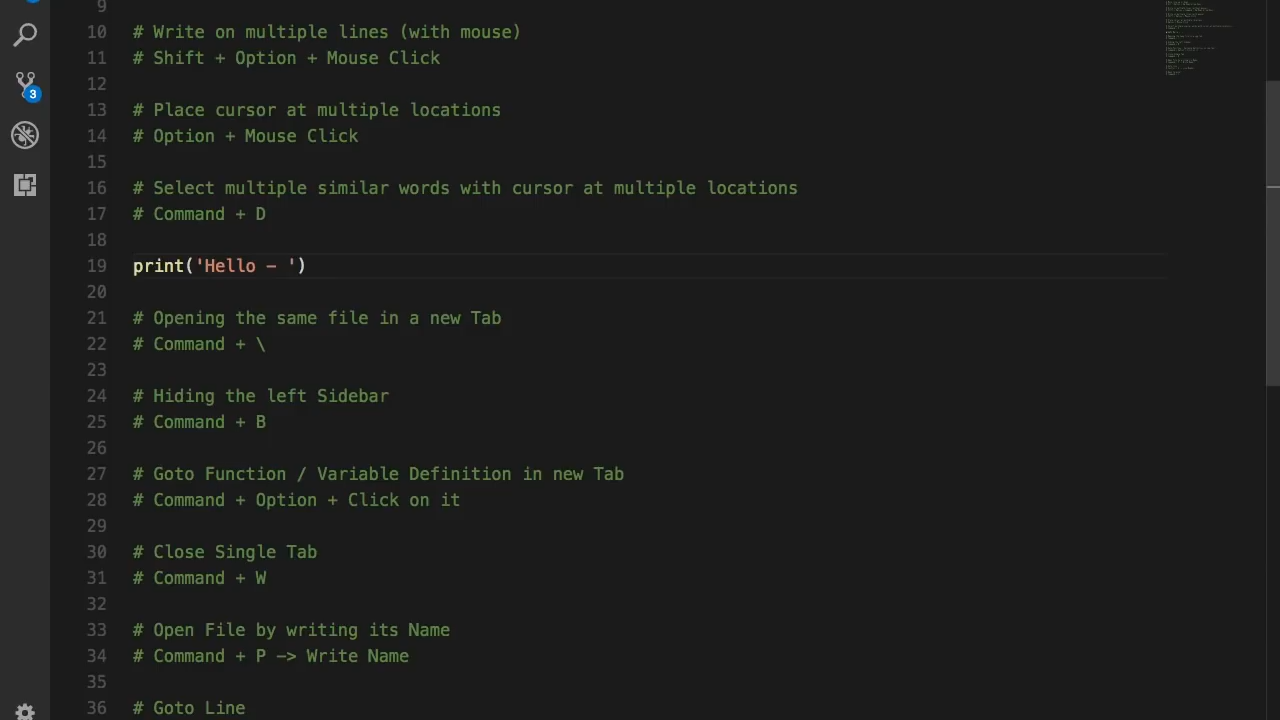 9
10 # Write on multiple lines (with mouse)
11 # Shift + Option + Mouse Click
12
13 # Place cursor at multiple locations
14 # Option + Mouse Click
15
16 # Select multiple similar words with cursor at multiple locations
17 # Command + D
18
19 print('Hello - ')
20
21 # Opening the same file in a new Tab
22 # Command + \
23
24 # Hiding the left Sidebar
25 # Command + B
26
27 # Goto Function / Variable Definition in new Tab
28 # Command + Option + Click on it
29
30 # Close Single Tab
31 # Command + W
32
33 # Open File by writing its Name
34 # Command + P -> Write Name
35
36 # Goto Line
3